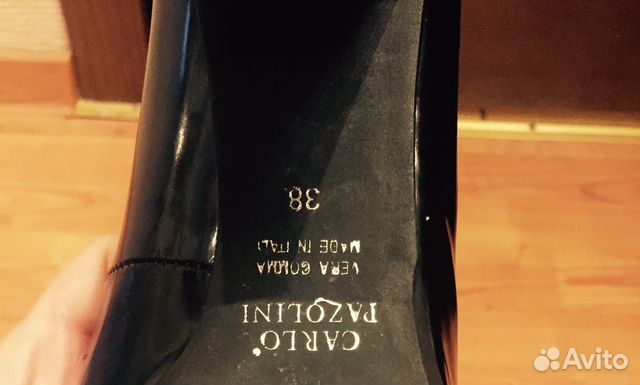 CARLO
PAZOLINI
VERA GOMMA
MADE IN ITALY
38
Avito